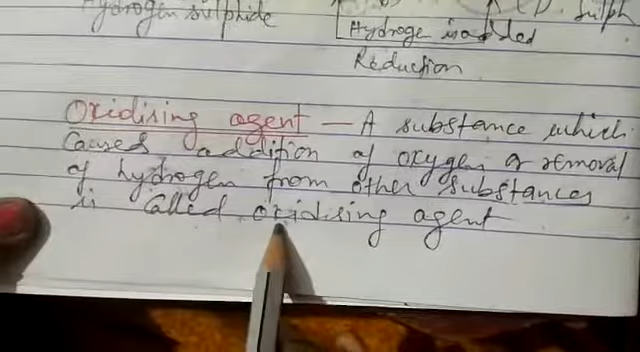 Hydrogen sulphide
Hydrogen is added
Reduction
Oxidising agent — A substance which
causes addition of oxygen or removal
of hydrogen from other substances
is called oxidising agent